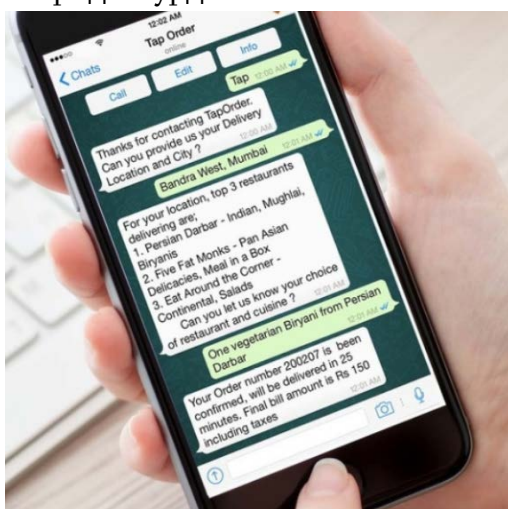 12:02 AM
Chats
Tap Order
online
Call
Edit
Info
Tap 12:00 AM
Thanks for contacting TapOrder.
Can you provide us your Delivery
Location and City ?
12:00 AM
Bandra West, Mumbai 12:01 AM
For your location, top 3 restaurants
delivering are;
1. Persian Darbar - Indian, Mughlai,
Biryanis
2. Five Fat Monks - Pan Asian
Delicacies, Meal in a Box
3. Eat Around the Corner -
Continental, Salads
Can you let us know your choice
of restaurant and cuisine ? 12:01 AM
One vegetarian Biryani from Persian
Darbar 12:01 AM
Your Order number 200207 is been
confirmed, will be delivered in 25
minutes. Final bill amount is Rs 150
including taxes 12:01 AM